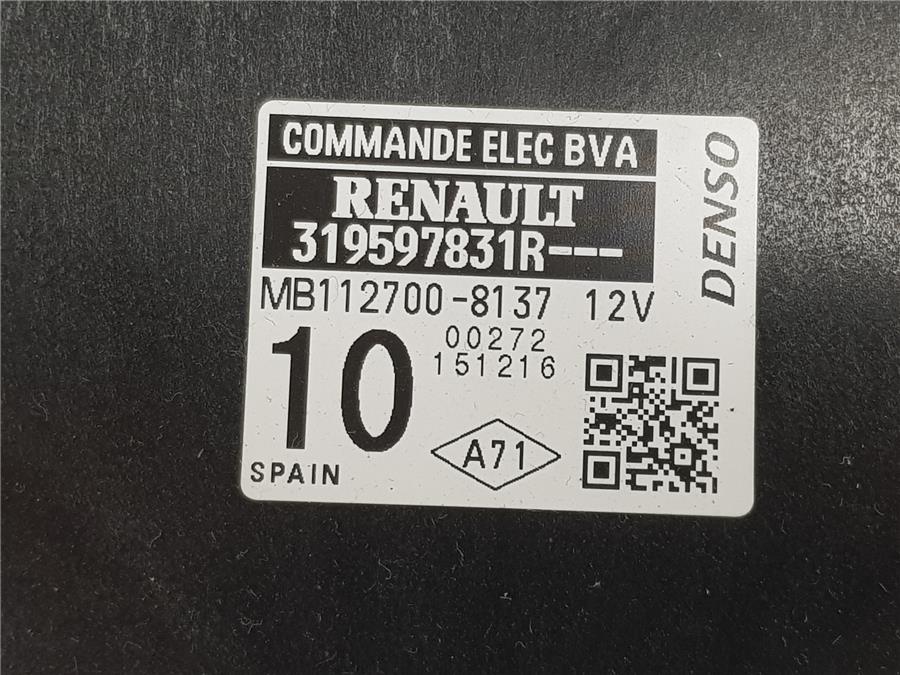 COMMANDE ELEC BVA
RENAULT
319597831R---
MB112700-8137 12V
10
00272
151216
A71
SPAIN
DENSO